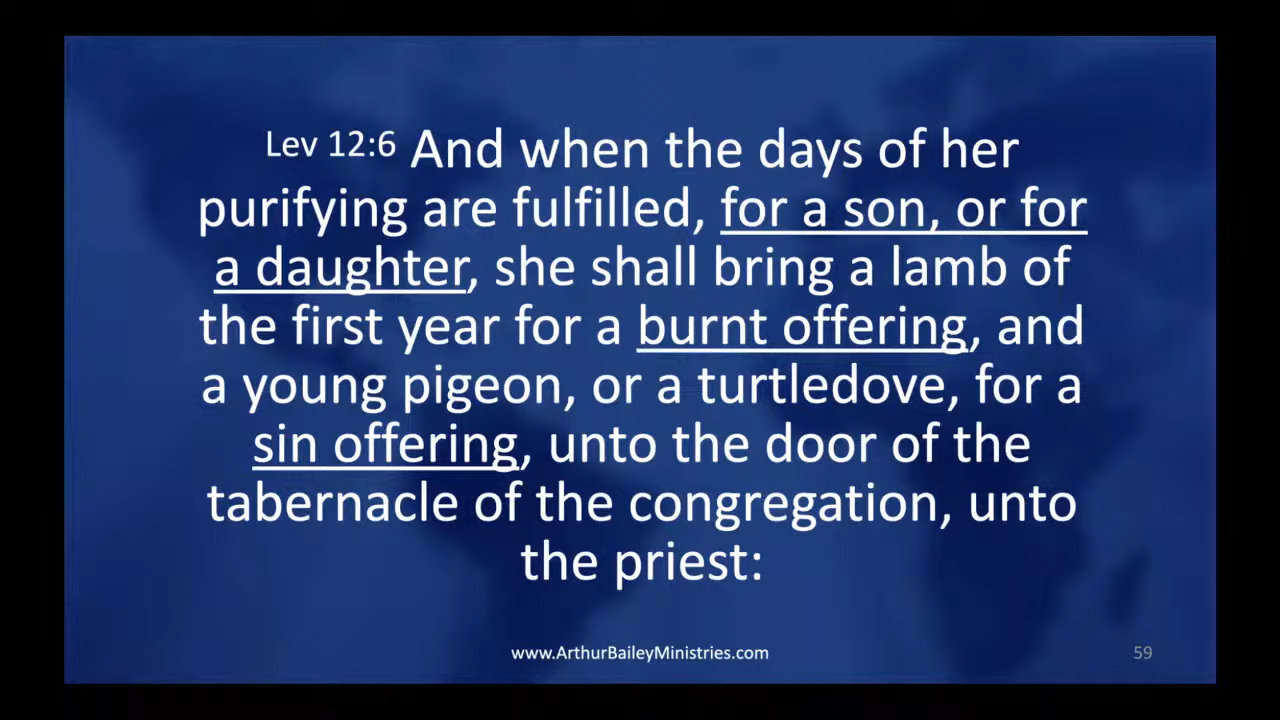 Lev 12:6 And when the days of her
purifying are fulfilled, for a son, or for
a daughter, she shall bring a lamb of
the first year for a burnt offering, and
a young pigeon, or a turtledove, for a
sin offering, unto the door of the
tabernacle of the congregation, unto
the priest:
www.ArthurBaileyMinistries.com
59